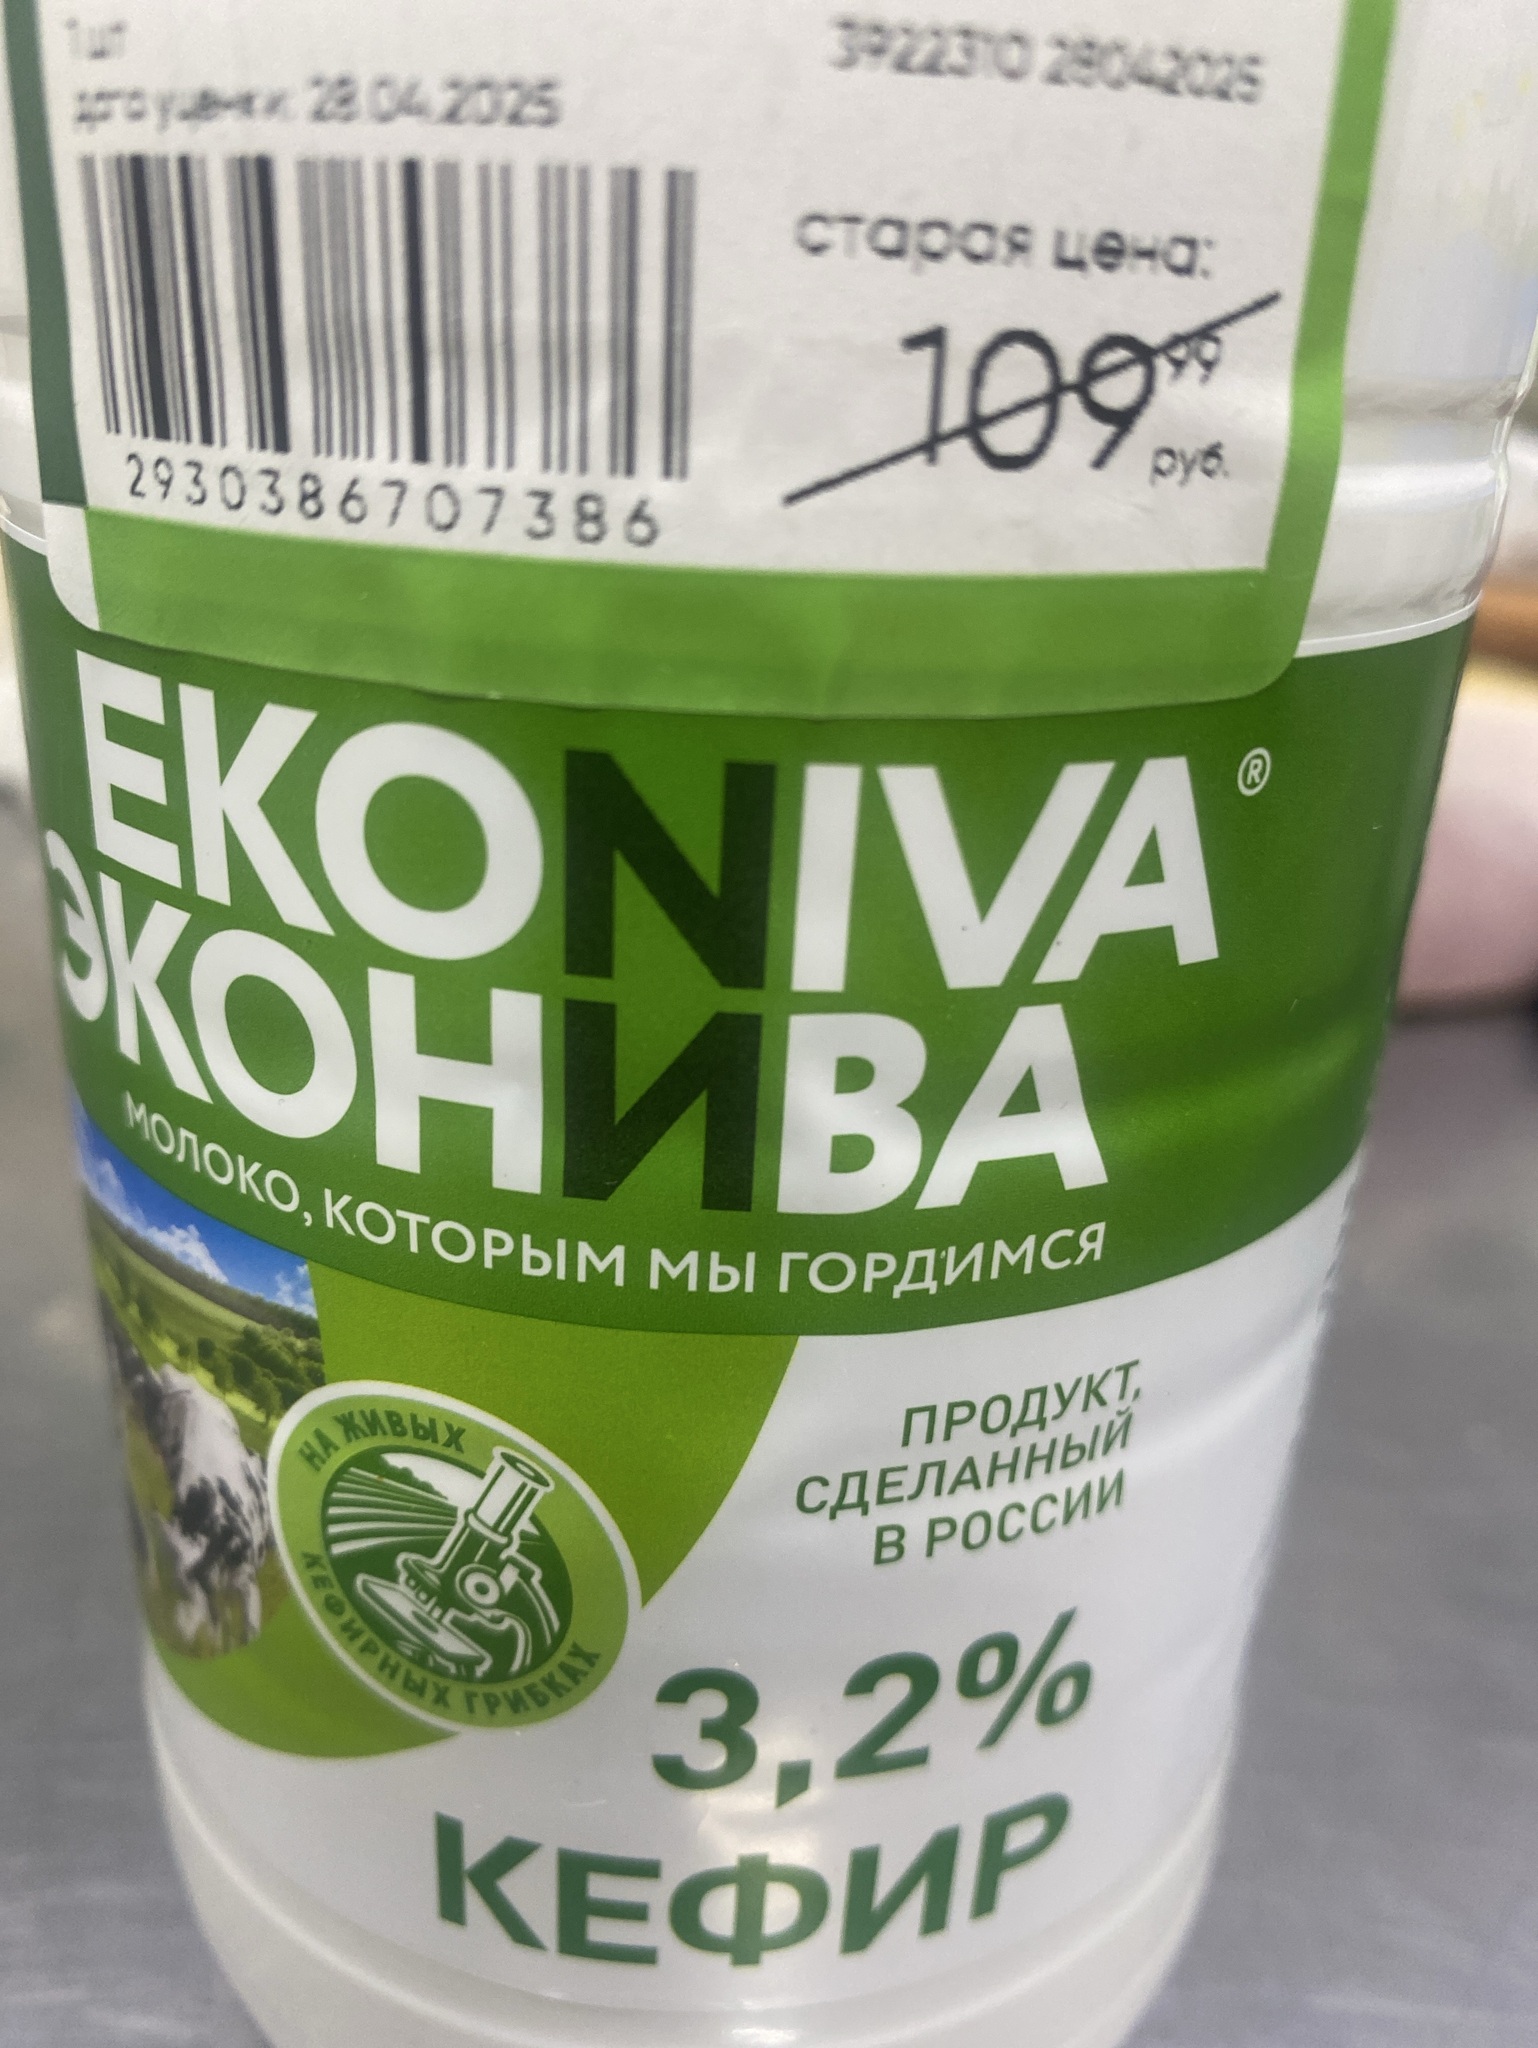 1 шт
дата уценки: 28.04.2025
3922310 28042025
2930386707386
старая цена:
109 99
руб.
EKONIVA ®
ЭКОНИВА
МОЛОКО, КОТОРЫМ МЫ ГОРДИМСЯ
НА ЖИВЫХ
КЕФИРНЫХ ГРИБКАХ
ПРОДУКТ,
СДЕЛАННЫЙ
В РОССИИ
3,2%
КЕФИР